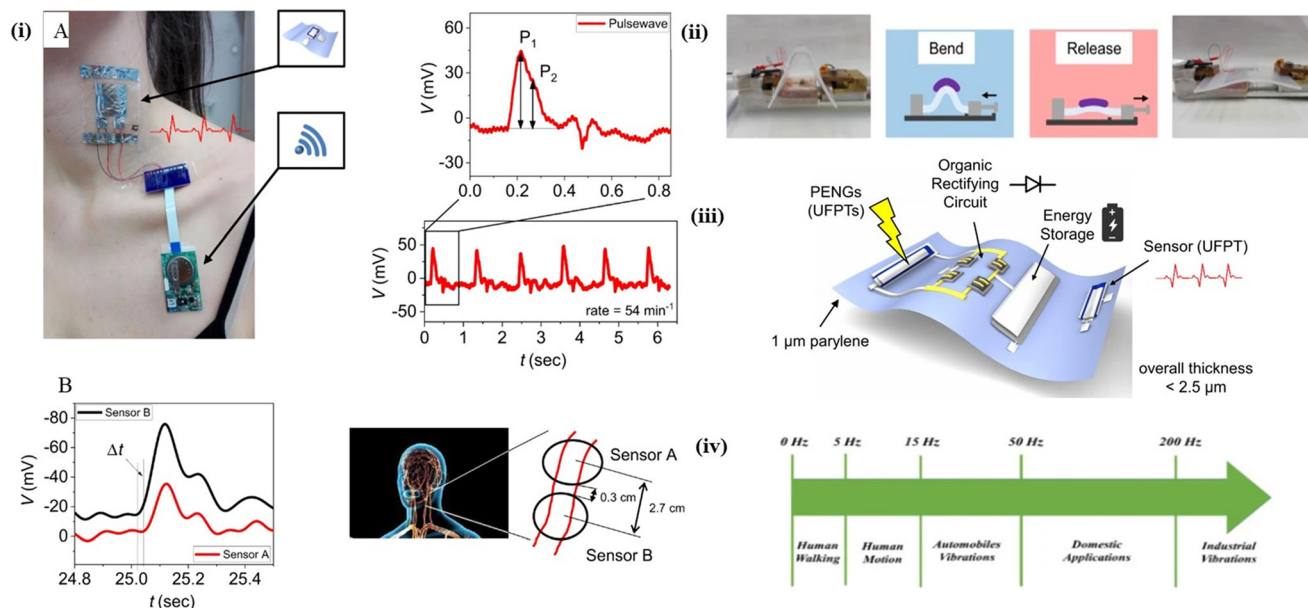 (i)
A
V (mV)
60
30
0
-30
Pulsewave
P1
P2
0.0 0.2 0.4 0.6 0.8
V (mV)
50
0
-50
rate = 54 min⁻¹
0 1 2 3 4 5 6
t (sec)
(ii)
Bend
Release
(iii)
PENGs
(UFPTs)
Organic
Rectifying
Circuit
Energy
Storage
Sensor (UFPT)
1 µm parylene
overall thickness
< 2.5 µm
B
V (mV)
-80
-60
-40
-20
0
Sensor B
Δt
Sensor A
24.8 25.0 25.2 25.4
t (sec)
Sensor A
0.3 cm
2.7 cm
Sensor B
(iv)
0 Hz 5 Hz 15 Hz 50 Hz 200 Hz
Human
Walking
Human
Motion
Automobiles
Vibrations
Domestic
Applications
Industrial
Vibrations